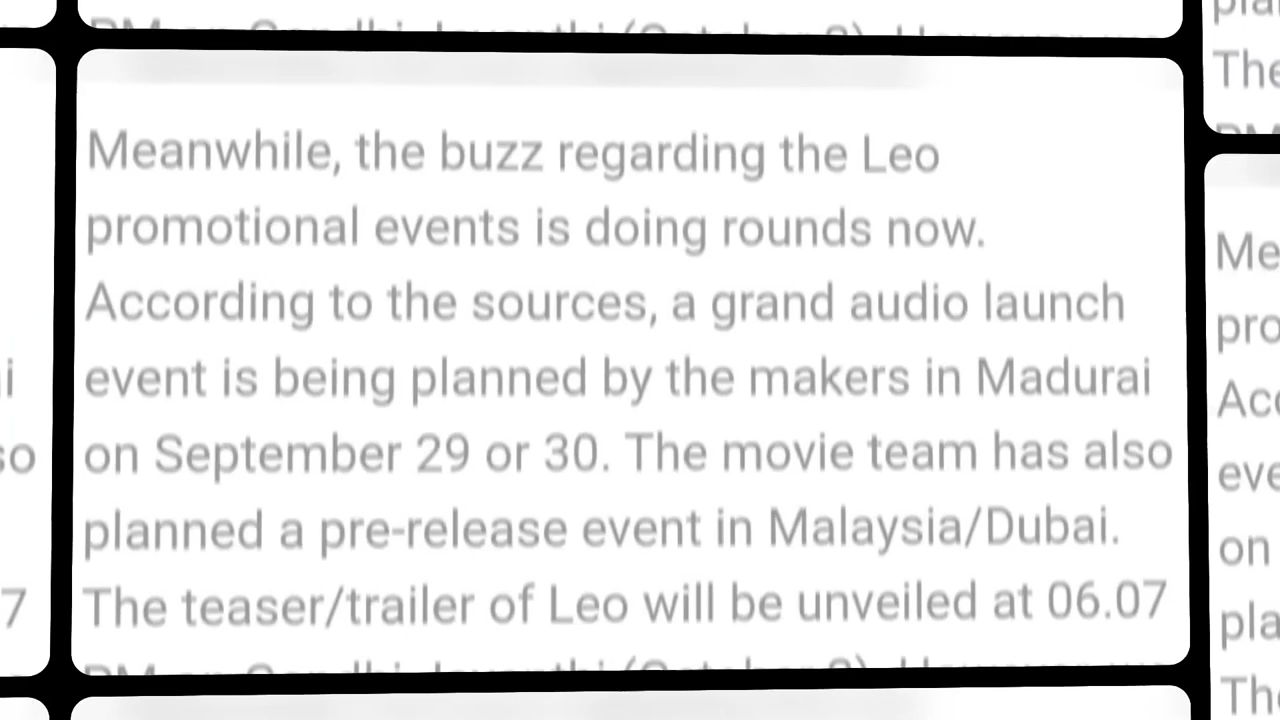 Meanwhile, the buzz regarding the Leo
promotional events is doing rounds now.
According to the sources, a grand audio launch
event is being planned by the makers in Madurai
on September 29 or 30. The movie team has also
planned a pre-release event in Malaysia/Dubai.
The teaser/trailer of Leo will be unveiled at 06.07